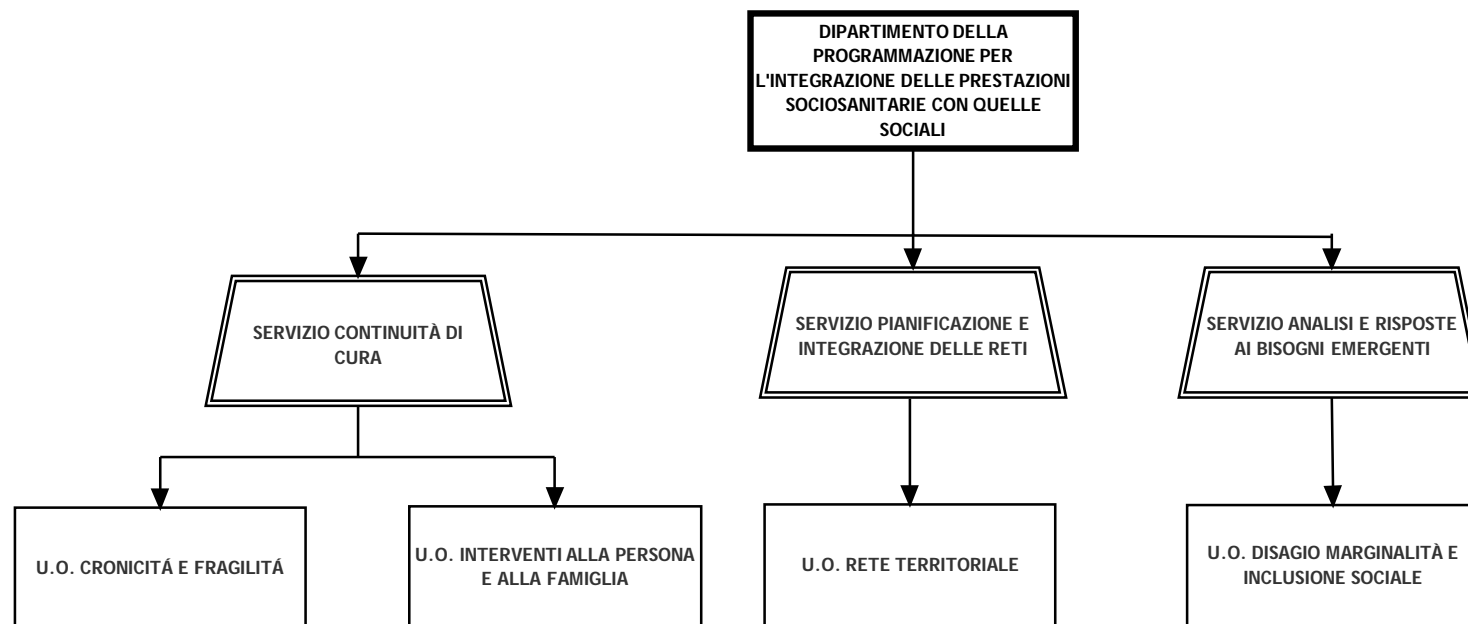 DIPARTIMENTO DELLA
PROGRAMMAZIONE PER
L'INTEGRAZIONE DELLE PRESTAZIONI
SOCIOSANITARIE CON QUELLE
SOCIALI
SERVIZIO CONTINUITÀ DI
CURA
SERVIZIO PIANIFICAZIONE E
INTEGRAZIONE DELLE RETI
SERVIZIO ANALISI E RISPOSTE
AI BISOGNI EMERGENTI
U.O. CRONICITÁ E FRAGILITÁ
U.O. INTERVENTI ALLA PERSONA
E ALLA FAMIGLIA
U.O. RETE TERRITORIALE
U.O. DISAGIO MARGINALITÀ E
INCLUSIONE SOCIALE